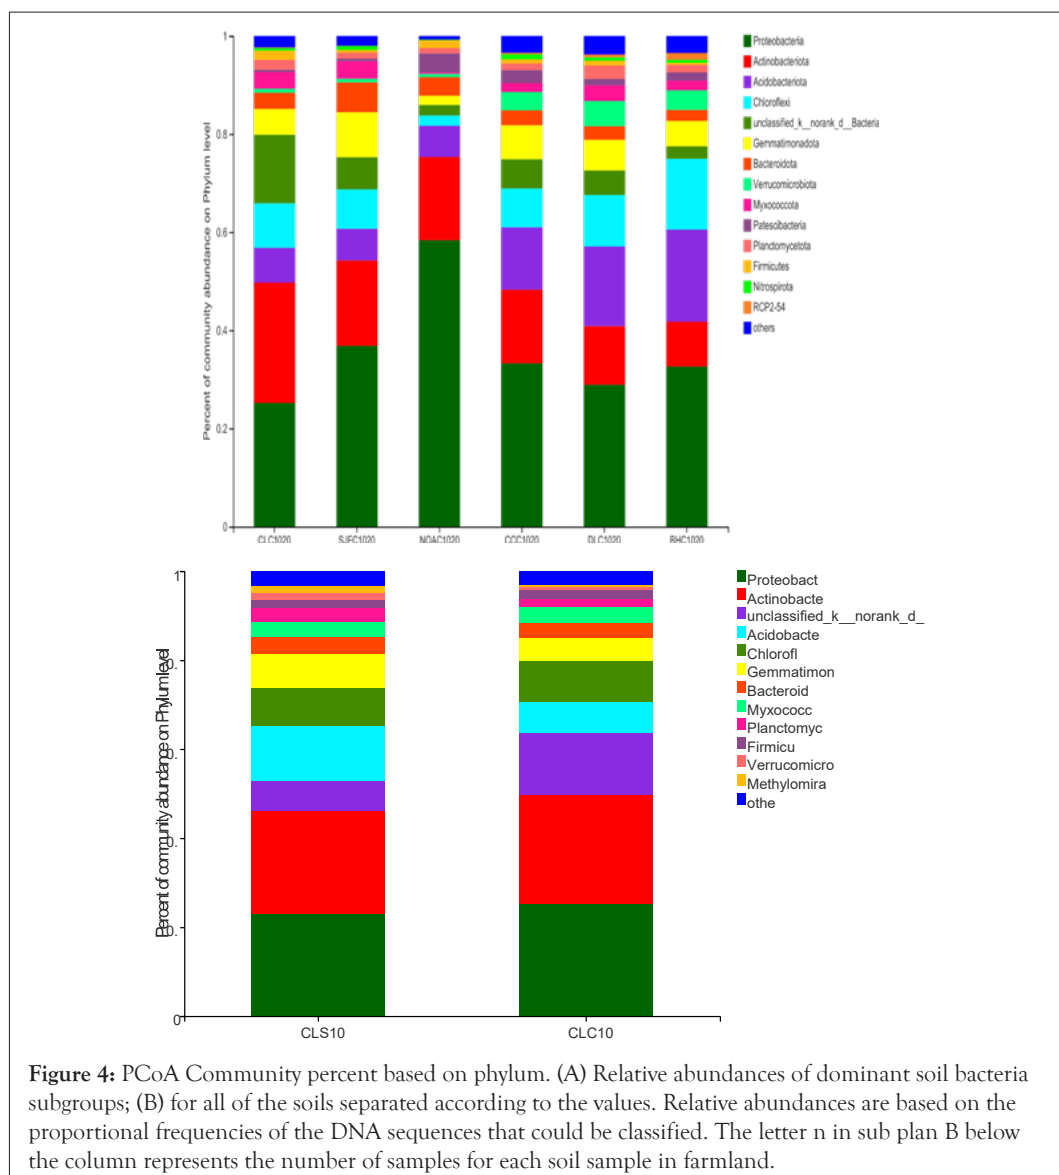 Percent of community abundance on Phylum level
1
0.8
0.6
0.4
0.2
0
CLC1020
SJFC1020
NOAC1020
CCC1020
DLC1020
BHC1020
Proteobacteria
Actinobacteriota
Acidobacteriota
Chloroflexi
unclassified_k_norank_d_Bacteria
Gemmatimonadota
Bacteroidota
Verrucomicrobiota
Myxococcota
Patescibacteria
Planctomycetota
Firmicutes
Nitrospirota
RCP2-54
others
Percent of community abundance on Phylum level
1
0.
0.
0.
0.
0
CLS10
CLC10
Proteobact
Actinobacte
unclassified_k__norank_d_
Acidobacte
Chlorofl
Gemmatimon
Bacteroid
Myxococc
Planctomyc
Firmicu
Verrucomicro
Methylomira
othe
Figure 4: PCoA Community percent based on phylum. (A) Relative abundances of dominant soil bacteria
subgroups; (B) for all of the soils separated according to the values. Relative abundances are based on the
proportional frequencies of the DNA sequences that could be classified. The letter n in sub plan B below
the column represents the number of samples for each soil sample in farmland.